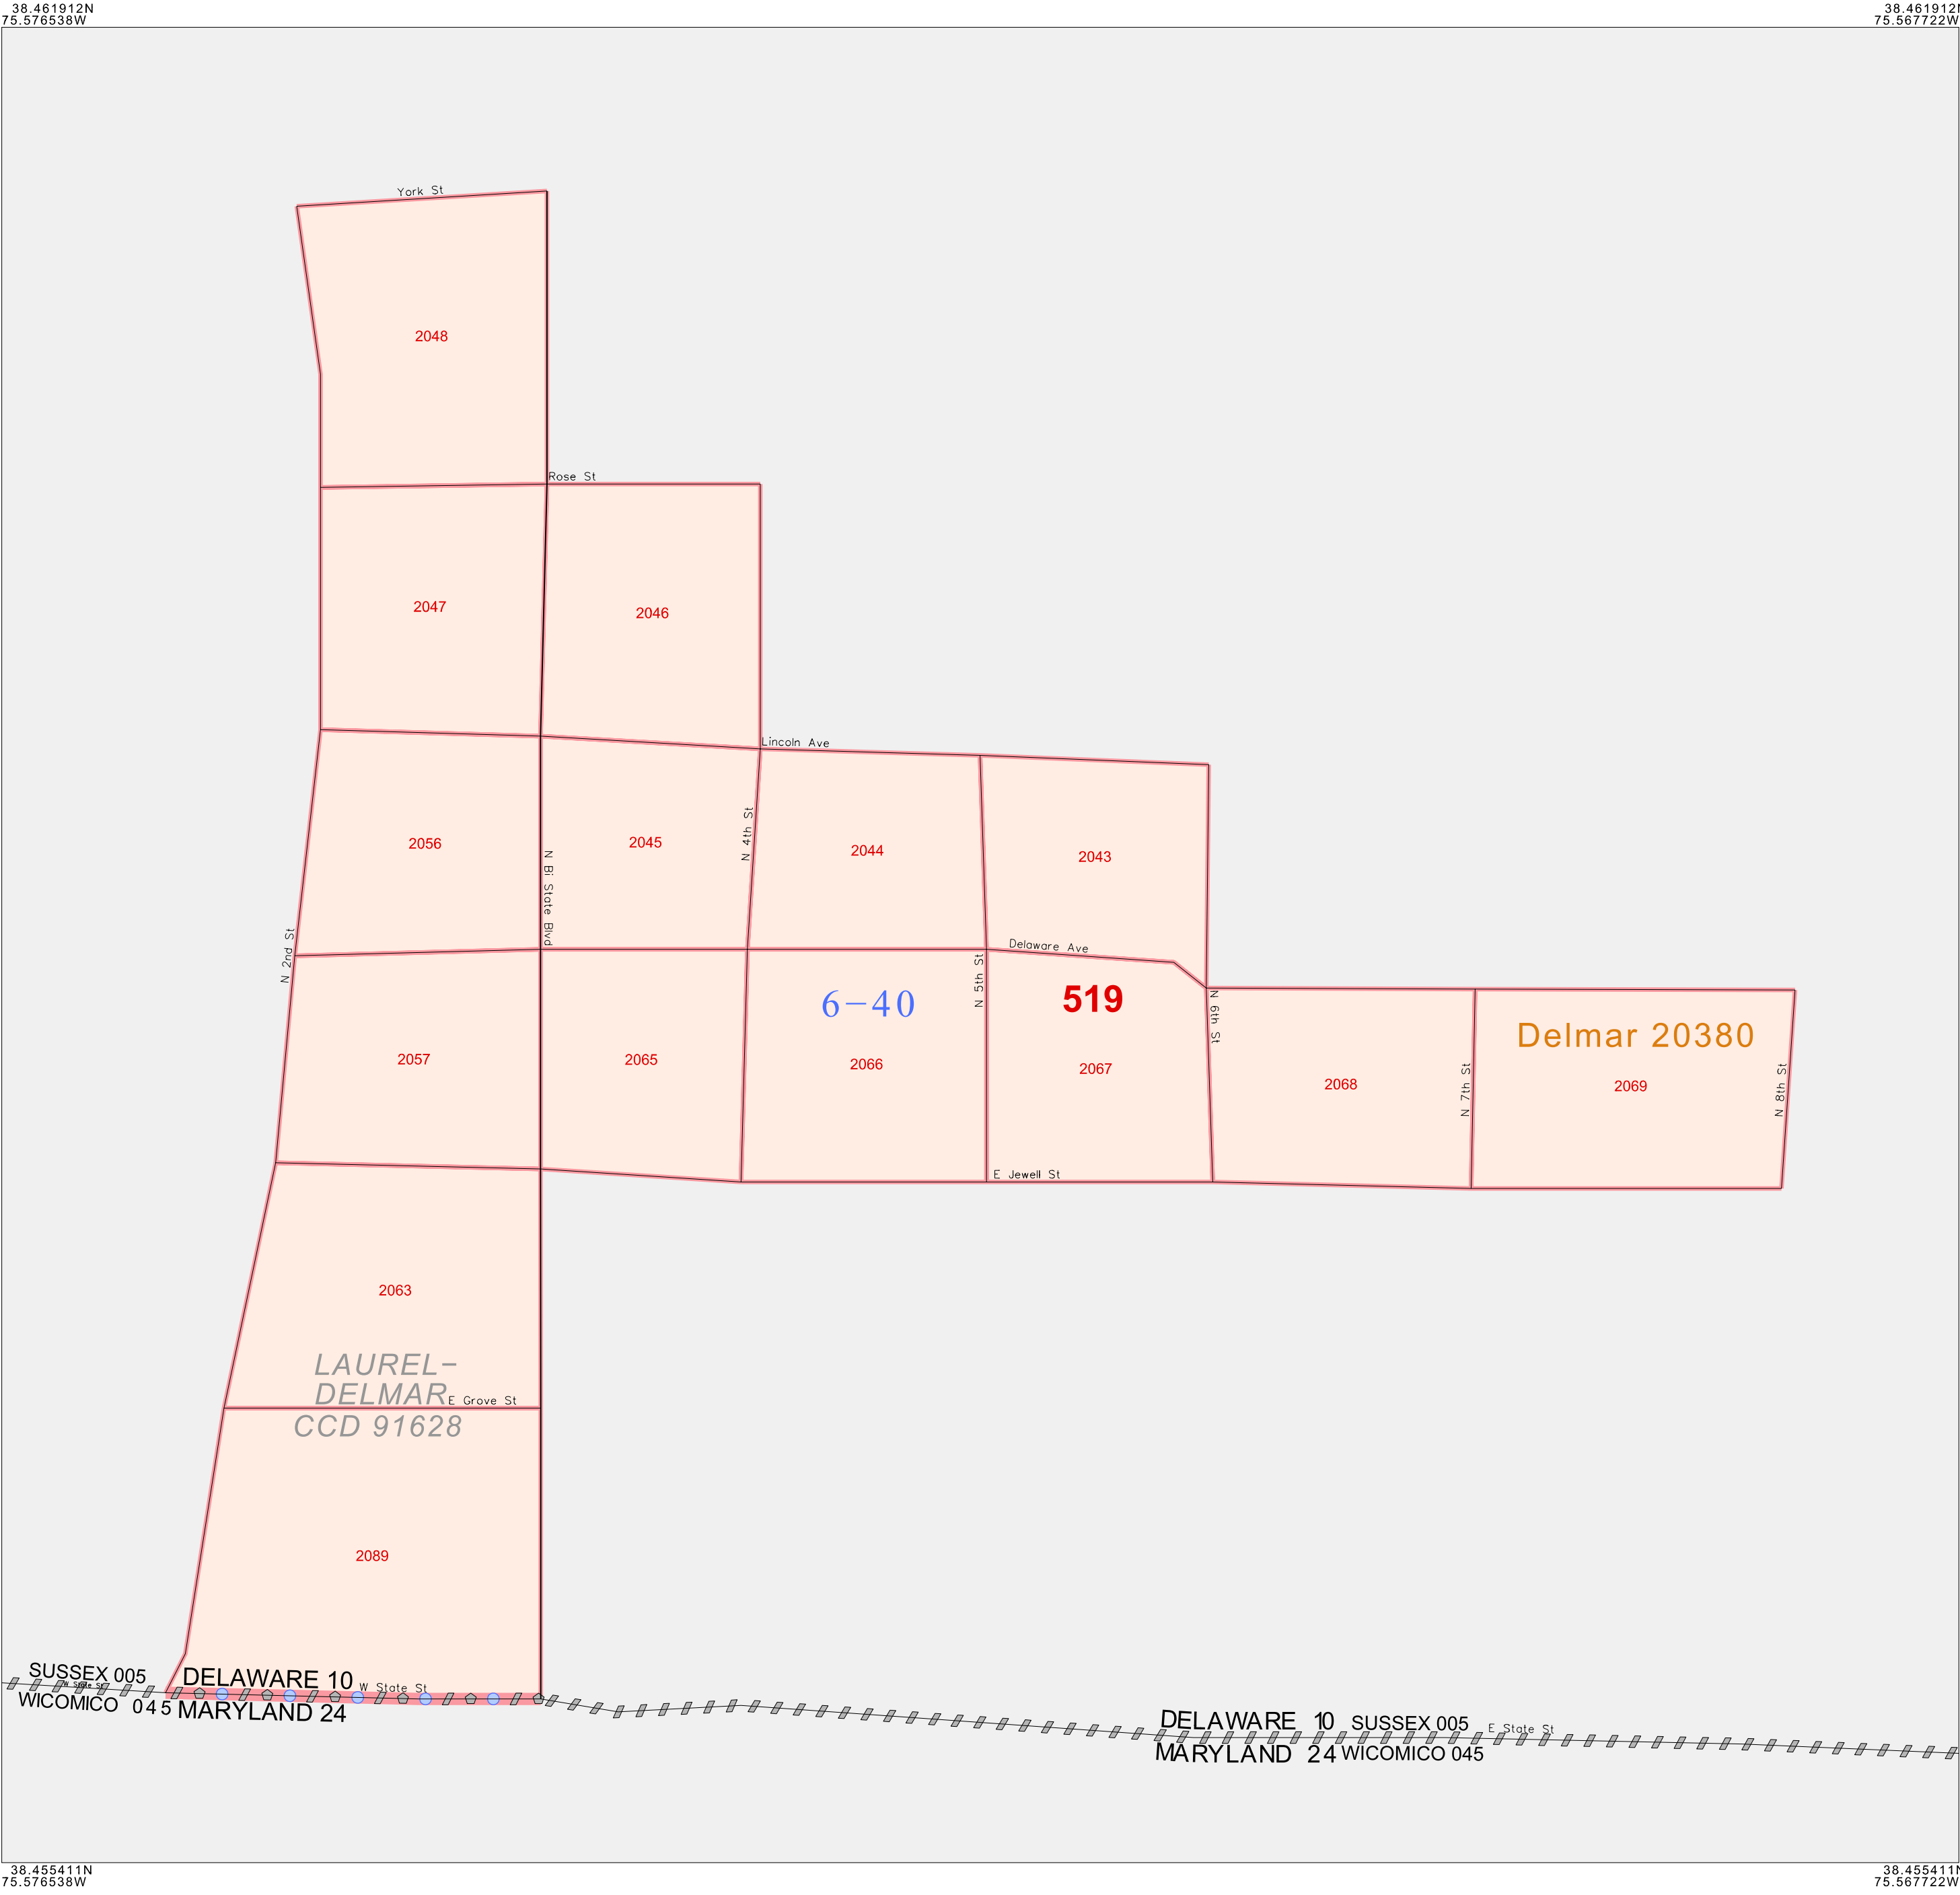 38.461912N
75.576538W
38.461912N
75.567722W
York St
2048
Rose St
2047
2046
Lincoln Ave
N 4th St
2056
2045
2044
2043
N Bi State Blvd
N 2nd St
Delaware Ave
N 5th St
6-40
519
N 6th St
Delmar 20380
2057
2065
2066
2067
2068
N 7th St
2069
N 8th St
E Jewell St
2063
LAUREL-
DELMAR
CCD 91628
E Grove St
2089
SUSSEX 005
W State St
DELAWARE 10
W State St
WICOMICO 045
MARYLAND 24
DELAWARE 10 SUSSEX 005
E State St
MARYLAND 24 WICOMICO 045
38.455411N
75.576538W
38.455411N
75.567722W